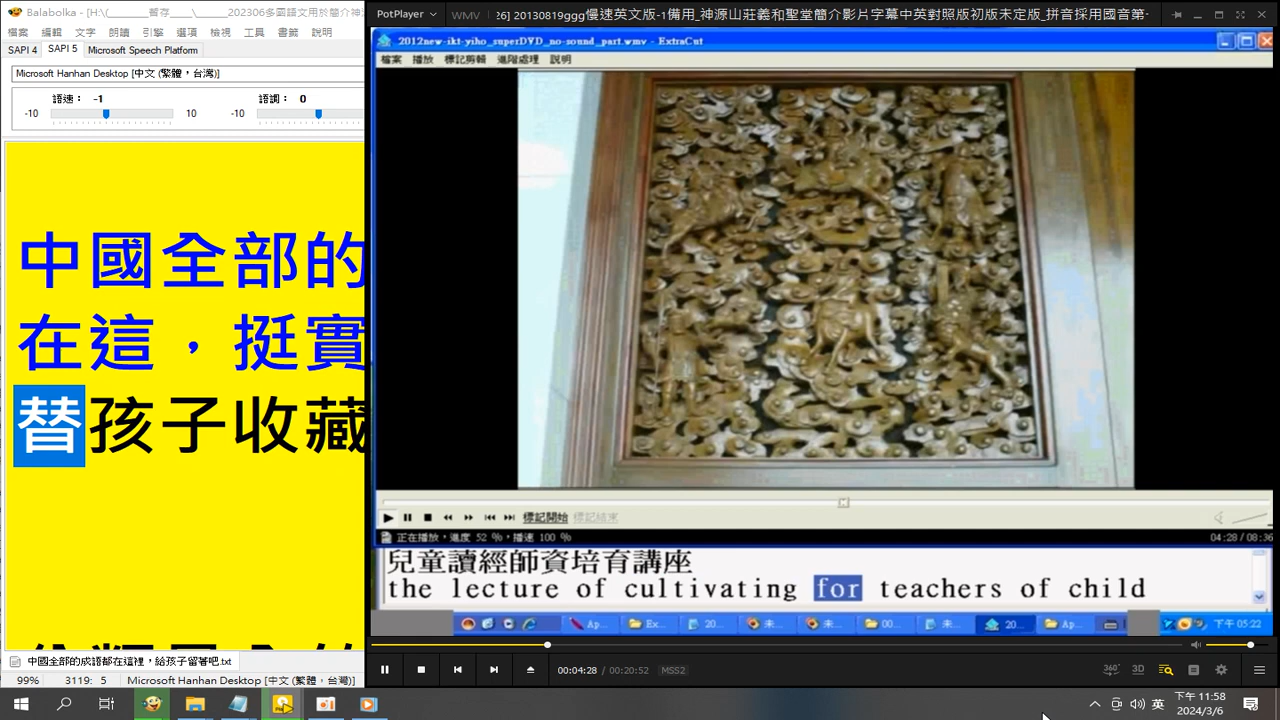 Balabolka - [H:\(______暫存____\______202306多國語文用於簡介神
檔案 編輯 文字 朗讀 引擎 選項 檢視 工具 書籤 說明
SAPI 4 SAPI 5 Microsoft Speech Platform
Microsoft Hanhan Desktop [中文 (繁體，台灣)]
語速： -1 語調： 0
-10 10 -10
中國全部的
在這，挺實
替孩子收藏
中國全部的成語都在這裡，給孩子留著吧.txt
99% 3119: 5 Microsoft Hanhan Desktop [中文 (繁體，台灣)]
PotPlayer WMV 26] 20130819ggg慢速英文版-1備用_神源山莊義和聖堂簡介影片字幕中英對照版初版未定版_拼音採用國音第
2012new-ikt-yiho_superDVD_no-sound_part.wmv - ExtraCut
檔案 播放 標記剪輯 進階處理 說明
標記開始 標記結束
正在播放，進度 52 %，播速 100 % 04:28 / 08:36
兒童讀經師資培育講座
the lecture of cultivating for teachers of child
Ap... Ex... 20... 未... 未... 00... 未... 20... Ap... 下午 05:22
00:04:28 / 00:20:52 MSS2
360° 3D
英 下午 11:58
2024/3/6